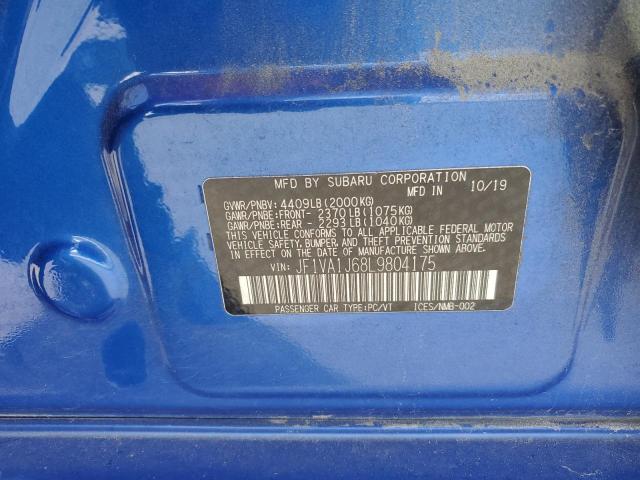 MFD BY SUBARU CORPORATION
GVWR/PNBV: 4409LB(2000KG) MFD IN 10/19
GAWR/PNBE:FRONT- 2370LB(1075KG)
GAWR/PNBE:REAR - 2293LB(1040KG)
THIS VEHICLE CONFORMS TO ALL APPLICABLE FEDERAL MOTOR
VEHICLE SAFETY, BUMPER, AND THEFT PREVENTION STANDARDS
IN EFFECT ON THE DATE OF MANUFACTURE SHOWN ABOVE.
VIN: JF1VA1J68L9804175
PASSENGER CAR TYPE:PC/VT ICES/NMB-002